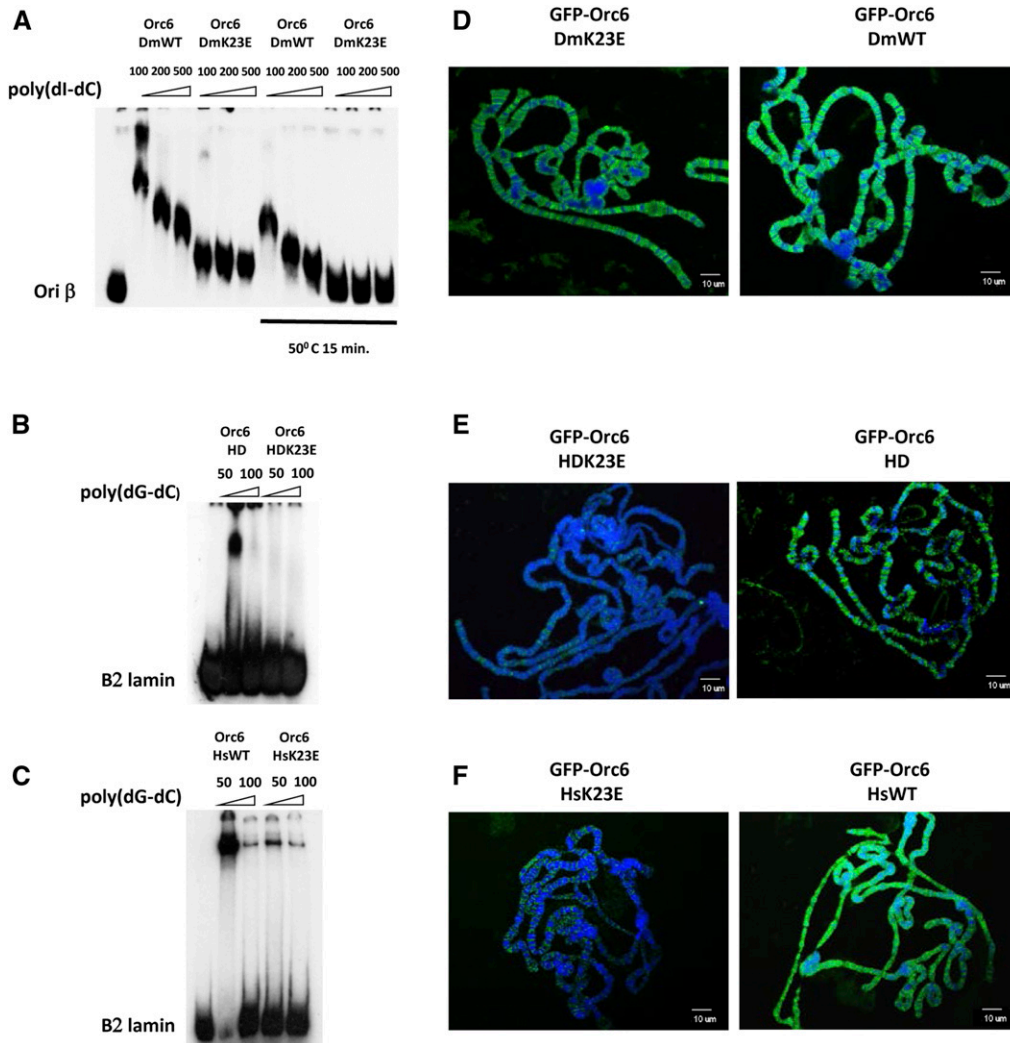 A
Orc6 Orc6 Orc6 Orc6
DmWT DmK23E DmWT DmK23E
100 200 500 100 200 500 100 200 500 100 200 500
poly(dI-dC)
Ori β
50⁰ C 15 min.
B
Orc6 Orc6
HD HDK23E
50 100 50 100
poly(dG-dC)
B2 lamin
C
Orc6 Orc6
HsWT HsK23E
50 100 50 100
poly(dG-dC)
B2 lamin
D
GFP-Orc6 GFP-Orc6
DmK23E DmWT
10 um 10 um
E
GFP-Orc6 GFP-Orc6
HDK23E HD
10 um 10 um
F
GFP-Orc6 GFP-Orc6
HsK23E HsWT
10 um 10 um